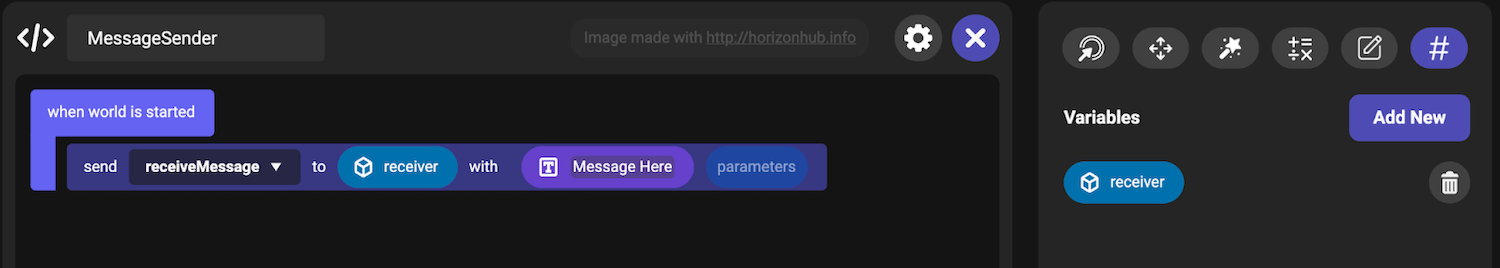 </> MessageSender
Image made with http://horizonhub.info
when world is started
send receiveMessage to receiver with T Message Here parameters
#
Variables
Add New
receiver